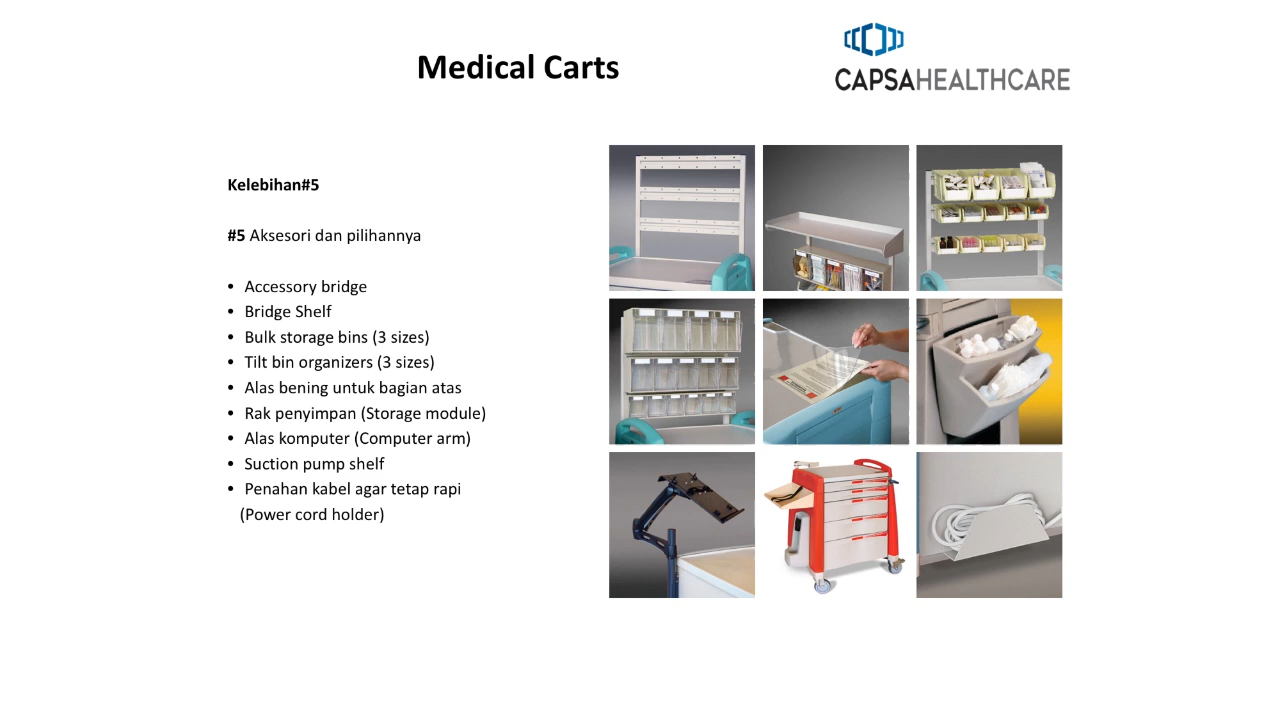 Medical Carts
CAPSAHEALTHCARE
Kelebihan#5
#5 Aksesori dan pilihannya
• Accessory bridge
• Bridge Shelf
• Bulk storage bins (3 sizes)
• Tilt bin organizers (3 sizes)
• Alas bening untuk bagian atas
• Rak penyimpan (Storage module)
• Alas komputer (Computer arm)
• Suction pump shelf
• Penahan kabel agar tetap rapi
(Power cord holder)